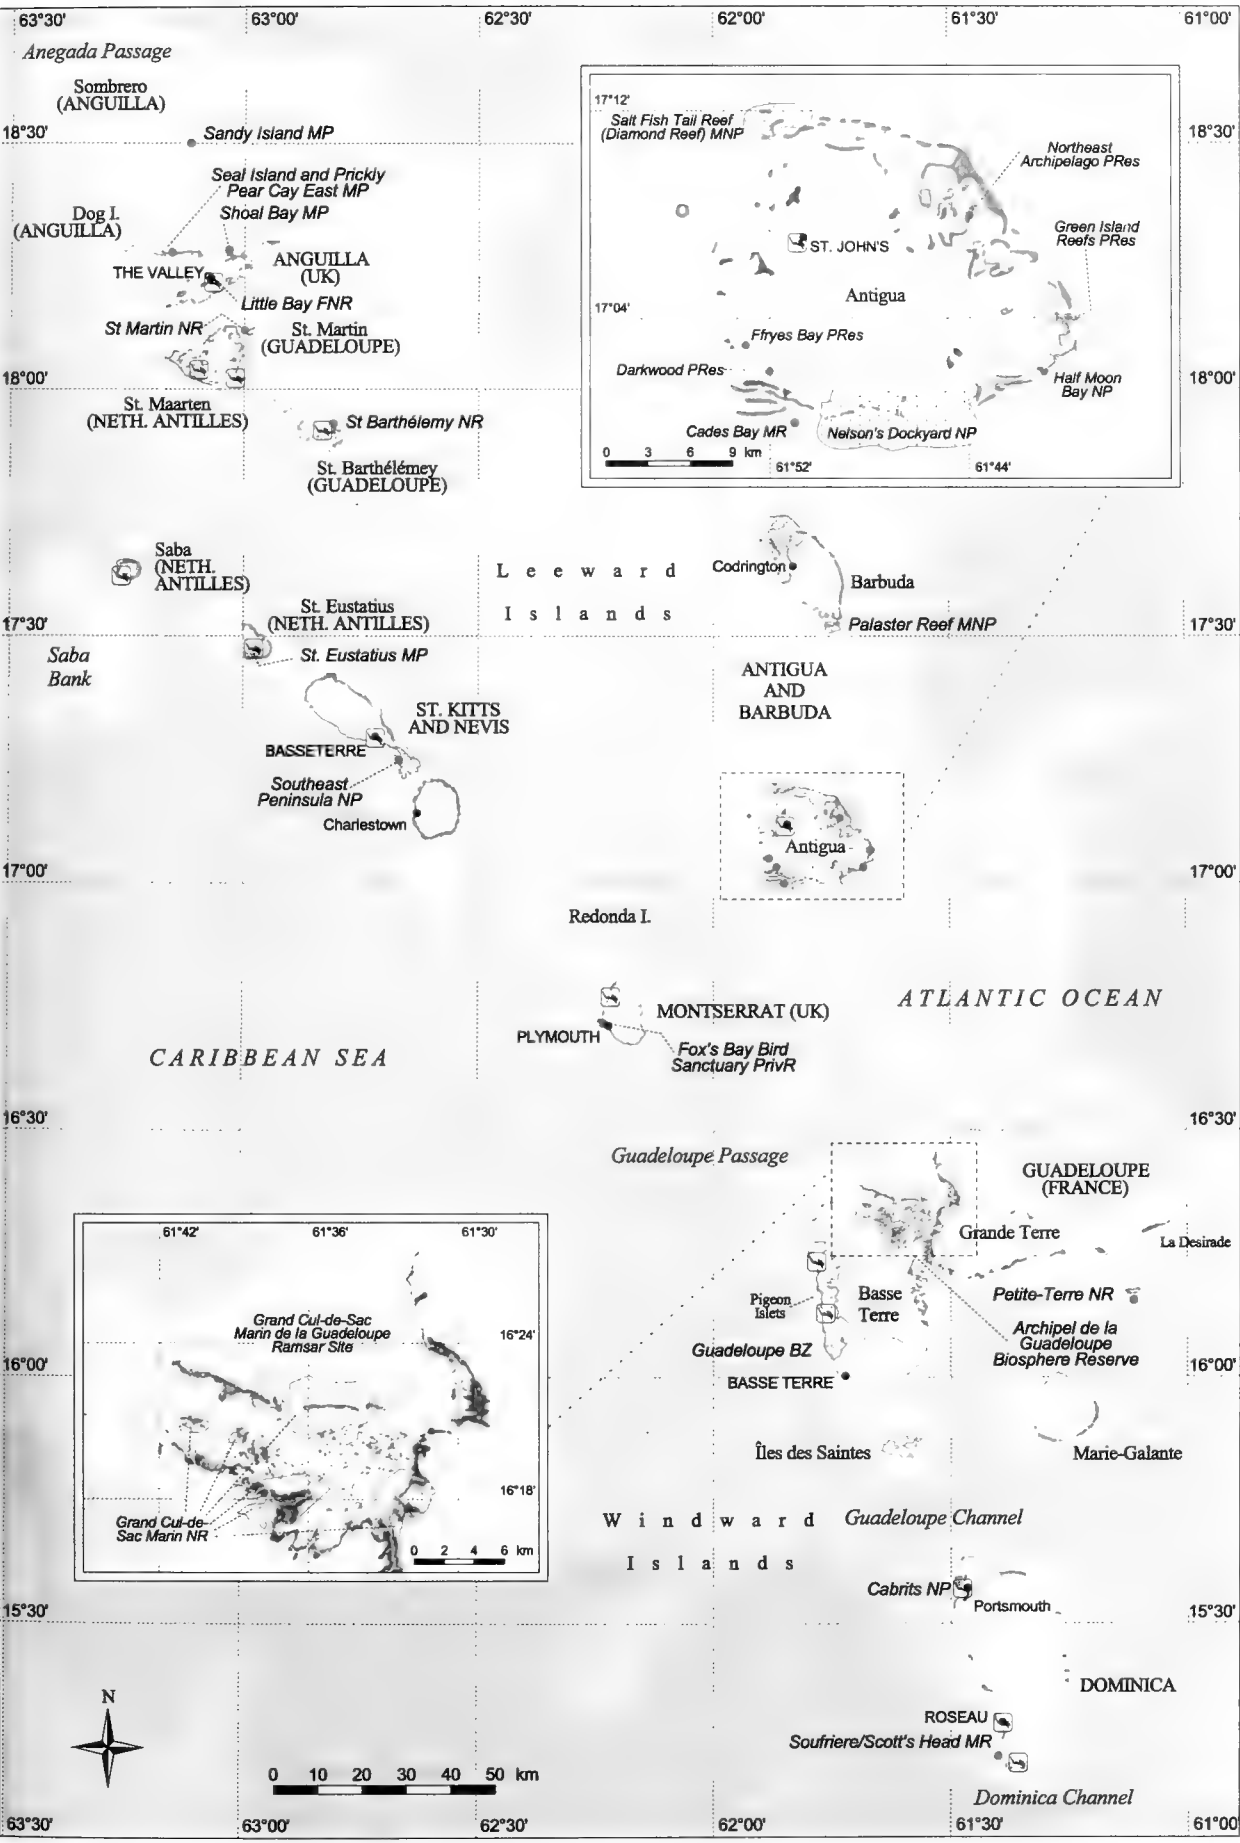 63°30'
63°00'
62°30'
62°00'
61°30'
61°00'
Anegada Passage
Sombrero
(ANGUILLA)
18°30'
Sandy Island MP
18°30'
Seal Island and Prickly
Pear Cay East MP
Dog I.
(ANGUILLA)
Shoal Bay MP
THE VALLEY
ANGUILLA
(UK)
Little Bay FNR
St Martin NR
St. Martin
(GUADELOUPE)
18°00'
18°00'
St. Maarten
(NETH. ANTILLES)
St Barthélemy NR
St. Barthélémey
(GUADELOUPE)
17°12'
Salt Fish Tail Reef
(Diamond Reef) MNP
Northeast
Archipelago PRes
Green Island
Reefs PRes
ST. JOHN'S
Antigua
17°04'
Ffryes Bay PRes
Darkwood PRes
Half Moon
Bay NP
Cades Bay MR
Nelson's Dockyard NP
0 3 6 9 km
61°52'
61°44'
Saba
(NETH.
ANTILLES)
Leeward
Islands
Codrington
Barbuda
Palaster Reef MNP
St. Eustatius
(NETH. ANTILLES)
17°30'
17°30'
Saba
Bank
St. Eustatius MP
ANTIGUA
AND
BARBUDA
ST. KITTS
AND NEVIS
BASSETERRE
Southeast
Peninsula NP
Charlestown
Antigua
17°00'
17°00'
Redonda I.
ATLANTIC OCEAN
MONTSERRAT (UK)
PLYMOUTH
Fox's Bay Bird
Sanctuary PrivR
CARIBBEAN SEA
16°30'
16°30'
Guadeloupe Passage
GUADELOUPE
(FRANCE)
Grande Terre
La Desirade
Pigeon
Islets
Basse
Terre
Petite-Terre NR
Archipel de la
Guadeloupe
Biosphere Reserve
Guadeloupe BZ
BASSE TERRE
16°00'
16°00'
61°42'
61°36'
61°30'
Grand Cul-de-Sac
Marin de la Guadeloupe
Ramsar Site
16°24'
16°18'
Grand Cul-de-
Sac Marin NR
0 2 4 6 km
Îles des Saintes
Marie-Galante
Windward
Islands
Guadeloupe Channel
Cabrits NP
Portsmouth
15°30'
15°30'
DOMINICA
ROSEAU
Soufriere/Scott's Head MR
Dominica Channel
N
0 10 20 30 40 50 km
63°30'
63°00'
62°30'
62°00'
61°30'
61°00'